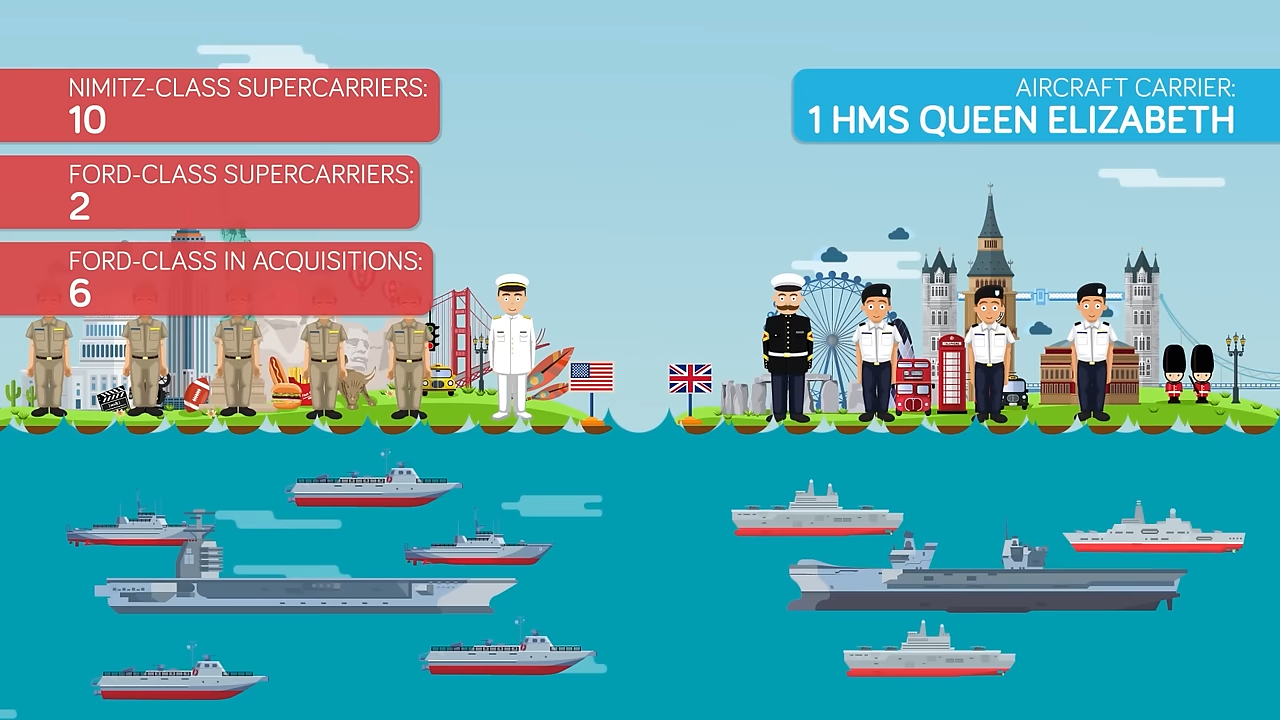 NIMITZ-CLASS SUPERCARRIERS:
10
FORD-CLASS SUPERCARRIERS:
2
FORD-CLASS IN ACQUISITIONS:
6
AIRCRAFT CARRIER:
1 HMS QUEEN ELIZABETH